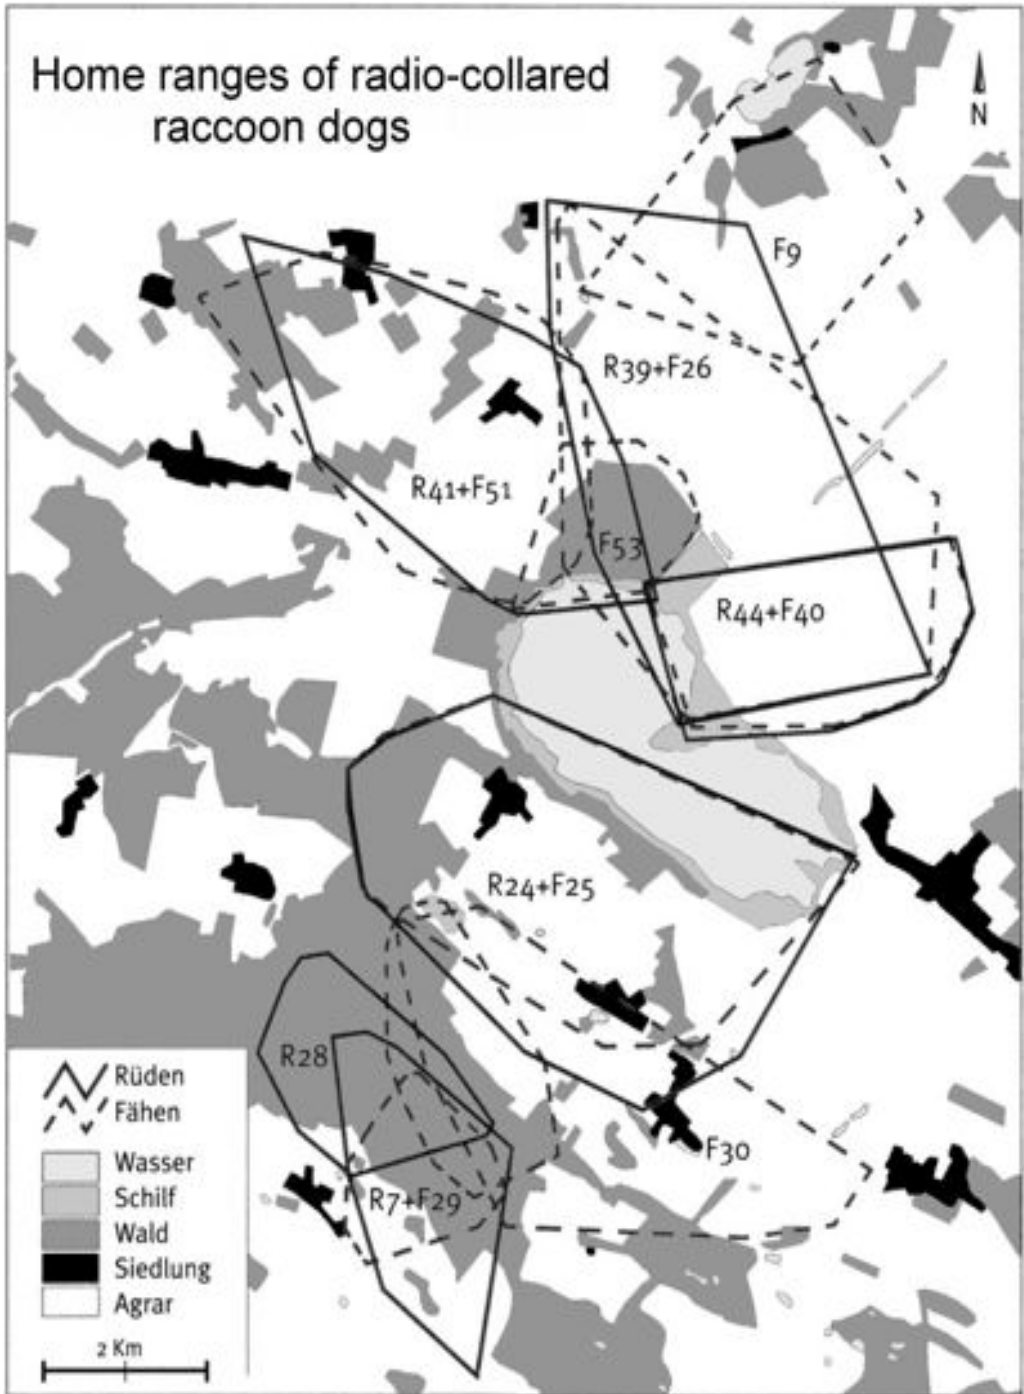 Home ranges of radio-collared
raccoon dogs
N
F9
R39+F26
R41+F51
F53
R44+F40
R24+F25
R28
F30
R7+F29
Rüden
Fähen
Wasser
Schilf
Wald
Siedlung
Agrar
2 Km